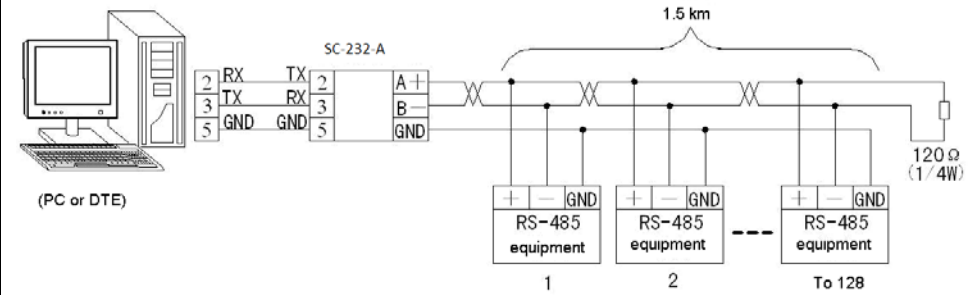 1.5 km
SC-232-A
2 RX TX 2 A+
3 TX RX 3 B−
5 GND GND 5 GND
120Ω
(1/4W)
(PC or DTE)
+ − GND + − GND + − GND
RS-485 RS-485 RS-485
equipment equipment equipment
1 2 To 128